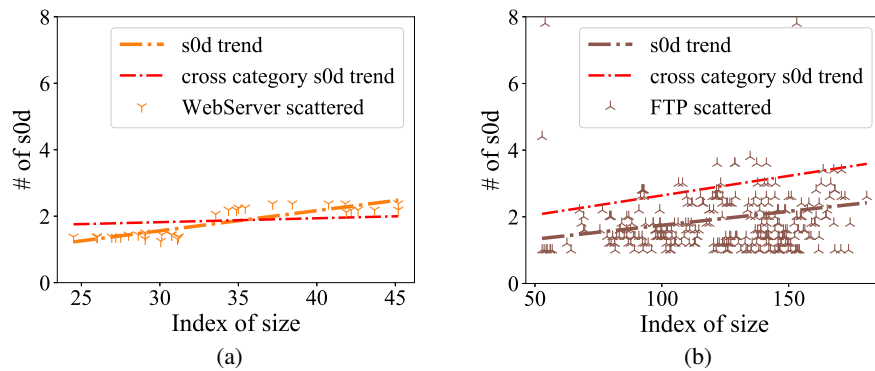 8
6
4
2
0
# of s0d
s0d trend
cross category s0d trend
WebServer scattered
25 30 35 40 45
Index of size
(a)
8
6
4
2
0
# of s0d
s0d trend
cross category s0d trend
FTP scattered
50 100 150
Index of size
(b)